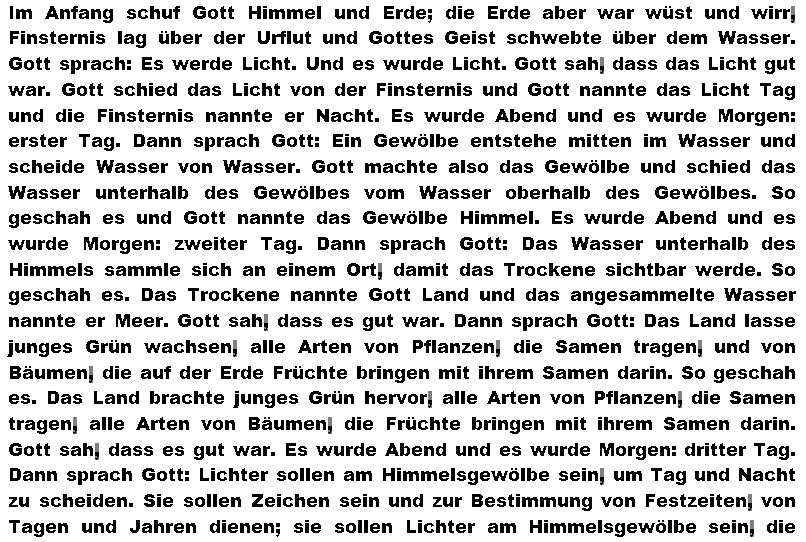 Im Anfang schuf Gott Himmel und Erde; die Erde aber war wüst und wirr,
Finsternis lag über der Urflut und Gottes Geist schwebte über dem Wasser.
Gott sprach: Es werde Licht. Und es wurde Licht. Gott sah, dass das Licht gut
war. Gott schied das Licht von der Finsternis und Gott nannte das Licht Tag
und die Finsternis nannte er Nacht. Es wurde Abend und es wurde Morgen:
erster Tag. Dann sprach Gott: Ein Gewölbe entstehe mitten im Wasser und
scheide Wasser von Wasser. Gott machte also das Gewölbe und schied das
Wasser unterhalb des Gewölbes vom Wasser oberhalb des Gewölbes. So
geschah es und Gott nannte das Gewölbe Himmel. Es wurde Abend und es
wurde Morgen: zweiter Tag. Dann sprach Gott: Das Wasser unterhalb des
Himmels sammle sich an einem Ort, damit das Trockene sichtbar werde. So
geschah es. Das Trockene nannte Gott Land und das angesammelte Wasser
nannte er Meer. Gott sah, dass es gut war. Dann sprach Gott: Das Land lasse
junges Grün wachsen, alle Arten von Pflanzen, die Samen tragen, und von
Bäumen, die auf der Erde Früchte bringen mit ihrem Samen darin. So geschah
es. Das Land brachte junges Grün hervor, alle Arten von Pflanzen, die Samen
tragen, alle Arten von Bäumen, die Früchte bringen mit ihrem Samen darin.
Gott sah, dass es gut war. Es wurde Abend und es wurde Morgen: dritter Tag.
Dann sprach Gott: Lichter sollen am Himmelsgewölbe sein, um Tag und Nacht
zu scheiden. Sie sollen Zeichen sein und zur Bestimmung von Festzeiten, von
Tagen und Jahren dienen; sie sollen Lichter am Himmelsgewölbe sein, die